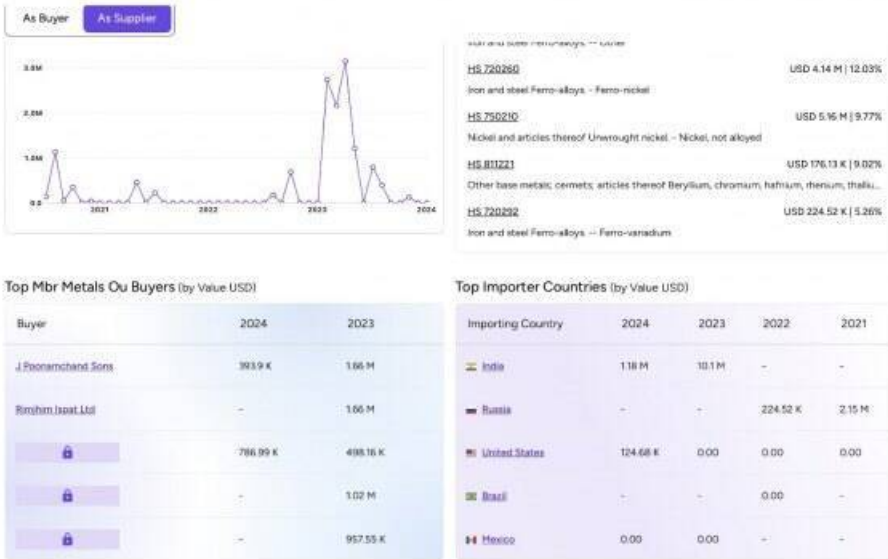 As Buyer As Supplier
3.0M
2.0M
1.0M
0.0
2021 2022 2023 2024
Iron and steel Ferro-alloys. -- Other
HS 720260 USD 4.14 M | 12.03%
Iron and steel Ferro-alloys. - Ferro-nickel
HS 750210 USD 5.16 M | 9.77%
Nickel and articles thereof Unwrought nickel. - Nickel, not alloyed
HS 811221 USD 176.13 K | 9.02%
Other base metals; cermets; articles thereof Beryllium, chromium, hafnium, rhenium, thalliu...
HS 720292 USD 224.52 K | 5.26%
Iron and steel Ferro-alloys. -- Ferro-vanadium
Top Mbr Metals Ou Buyers (by Value USD)
Buyer 2024 2023
J Poonamchand Sons 393.9 K 1.66 M
Rimjhim Ispat Ltd - 1.66 M
786.99 K 498.16 K
- 1.02 M
- 957.55 K
Top Importer Countries (by Value USD)
Importing Country 2024 2023 2022 2021
India 1.18 M 10.1 M - -
Russia - - 224.52 K 2.15 M
United States 124.68 K 0.00 0.00 0.00
Brazil - - 0.00 -
Mexico 0.00 0.00 - -